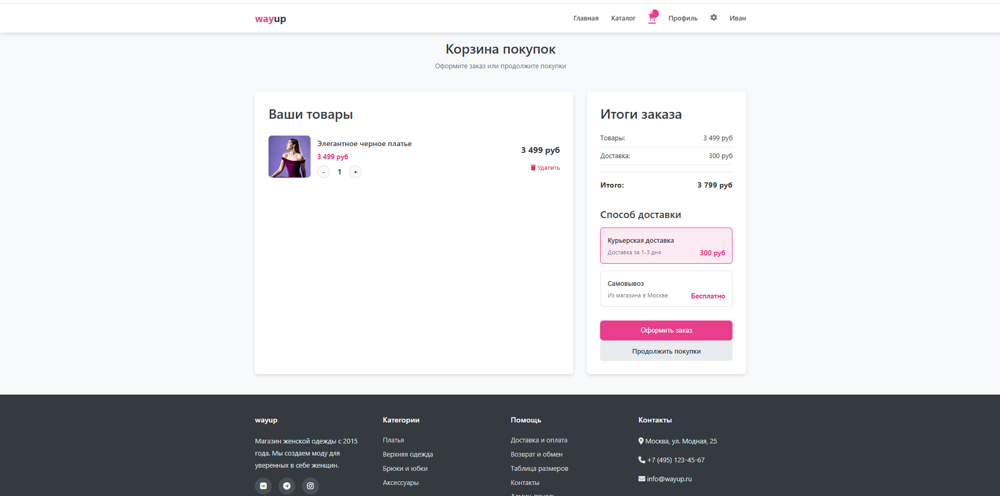 wayup
Главная
Каталог
Профиль
Иван
Корзина покупок
Оформите заказ или продолжите покупки
Ваши товары
Элегантное черное платье
3 499 руб
- 1 +
3 499 руб
Удалить
Итоги заказа
Товары: 3 499 руб
Доставка: 300 руб
Итого: 3 799 руб
Способ доставки
Курьерская доставка
Доставка за 1-3 дня 300 руб
Самовывоз
Из магазина в Москве Бесплатно
Оформить заказ
Продолжить покупки
wayup
Магазин женской одежды с 2015
года. Мы создаем моду для
уверенных в себе женщин.
Категории
Платья
Верхняя одежда
Брюки и юбки
Аксессуары
Помощь
Доставка и оплата
Возврат и обмен
Таблица размеров
Контакты
Админ-панель
Контакты
Москва, ул. Модная, 25
+7 (495) 123-45-67
info@wayup.ru